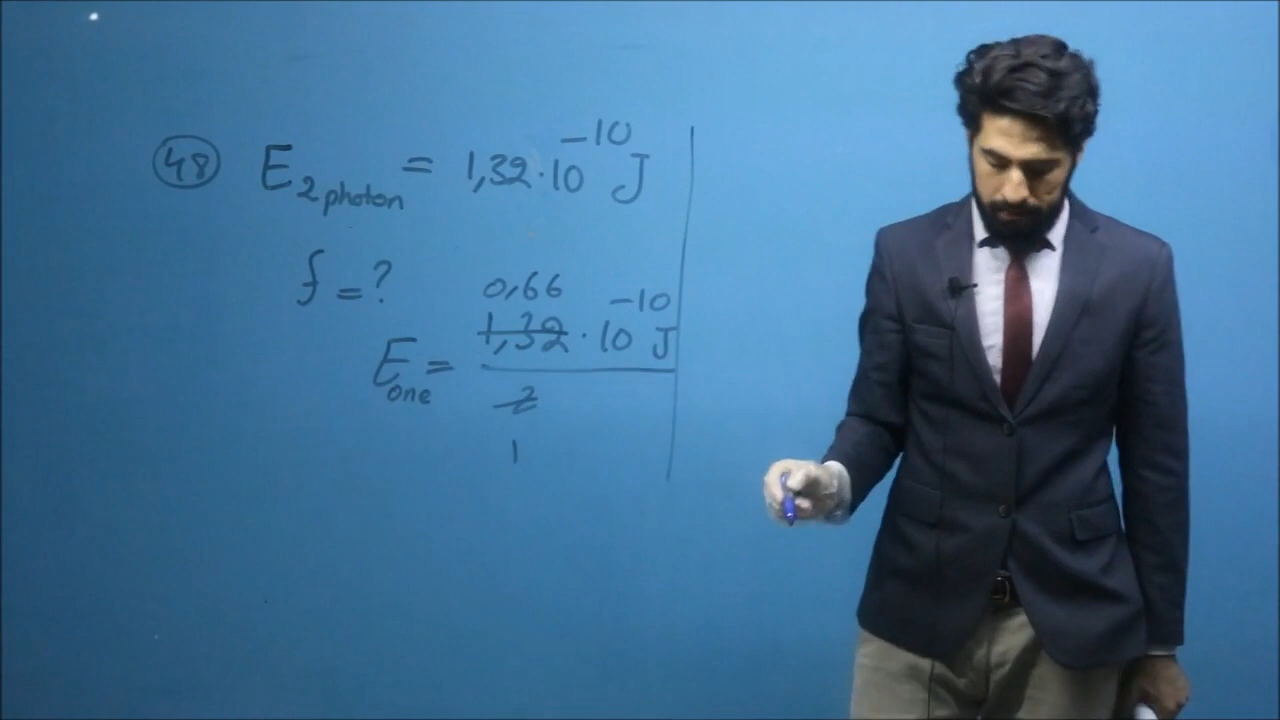 48 E₂ photon = 1,32·10⁻¹⁰ J
f = ?
0,66
E one = 1,32·10⁻¹⁰ J
2
1